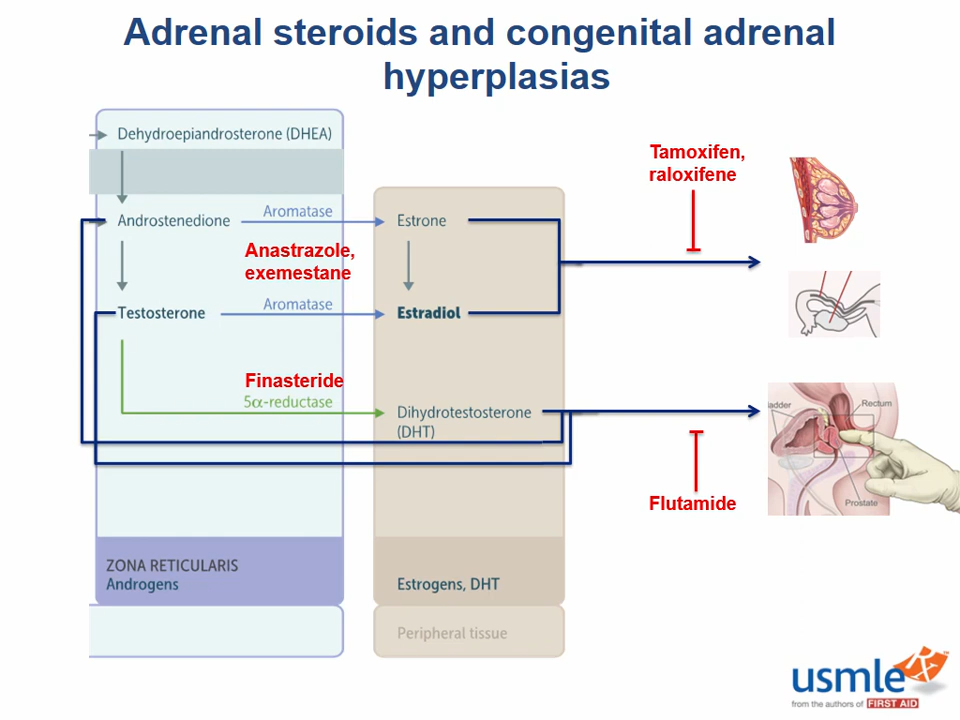 Adrenal steroids and congenital adrenal
hyperplasias
Dehydroepiandrosterone (DHEA)
Androstenedione
Aromatase
Estrone
Anastrazole,
exemestane
Testosterone
Aromatase
Estradiol
Finasteride
5α-reductase
Dihydrotestosterone
(DHT)
ZONA RETICULARIS
Androgens
Estrogens, DHT
Peripheral tissue
Tamoxifen,
raloxifene
ladder
Rectum
Prostate
Flutamide
usmle Rx™
from the authors of FIRST AID